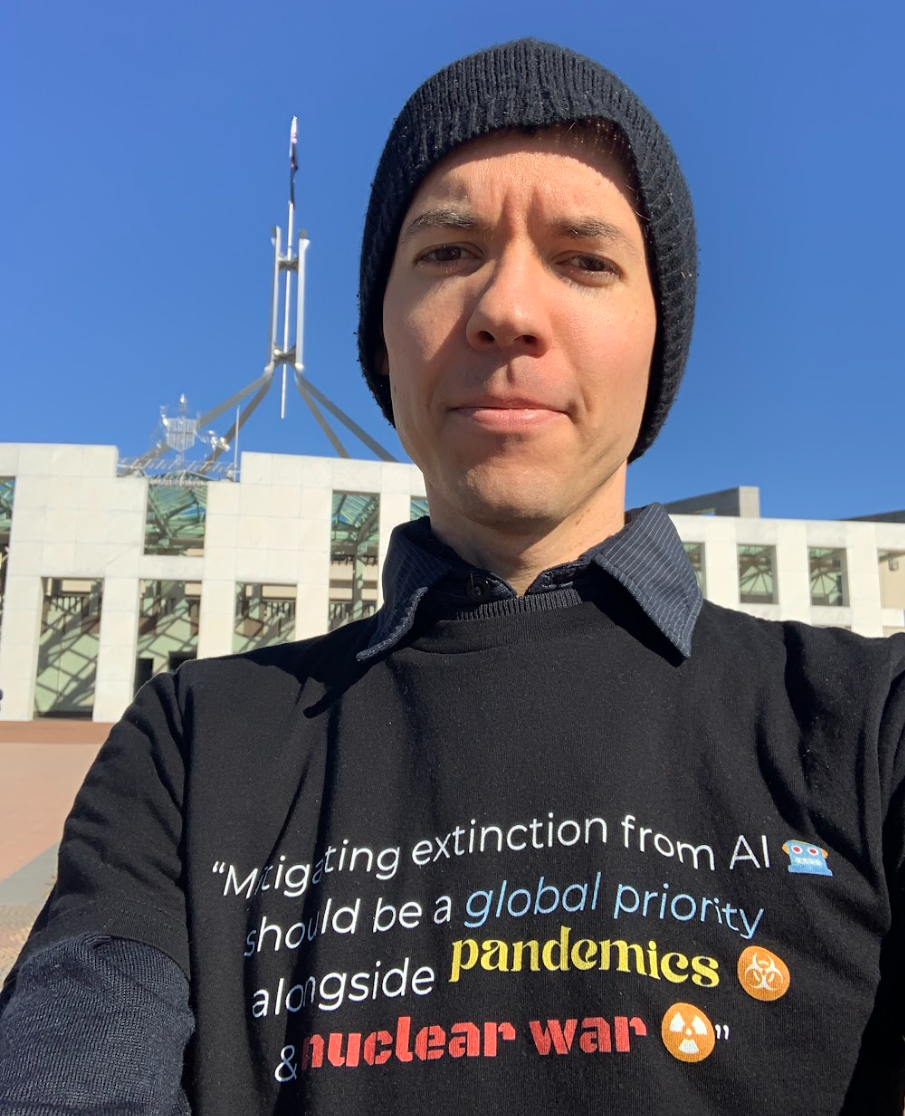 “Mitigating extinction from AI
should be a global priority
alongside pandemics
& nuclear war”